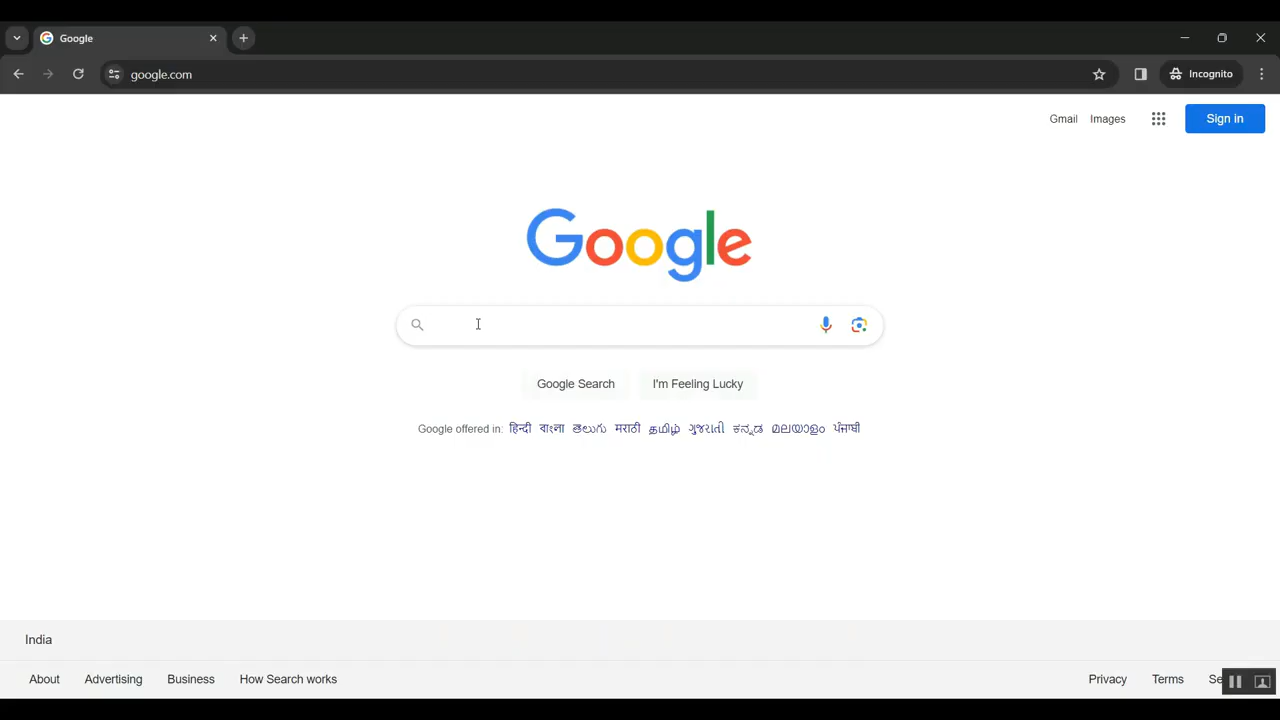 Google
google.com
Incognito
Gmail Images Sign in
Google
Google Search I'm Feeling Lucky
Google offered in: हिन्दी বাংলা తెలుగు मराठी தமிழ் ગુજરાતી ಕನ್ನಡ മലയാളം ਪੰਜਾਬੀ
India
About Advertising Business How Search works Privacy Terms Se